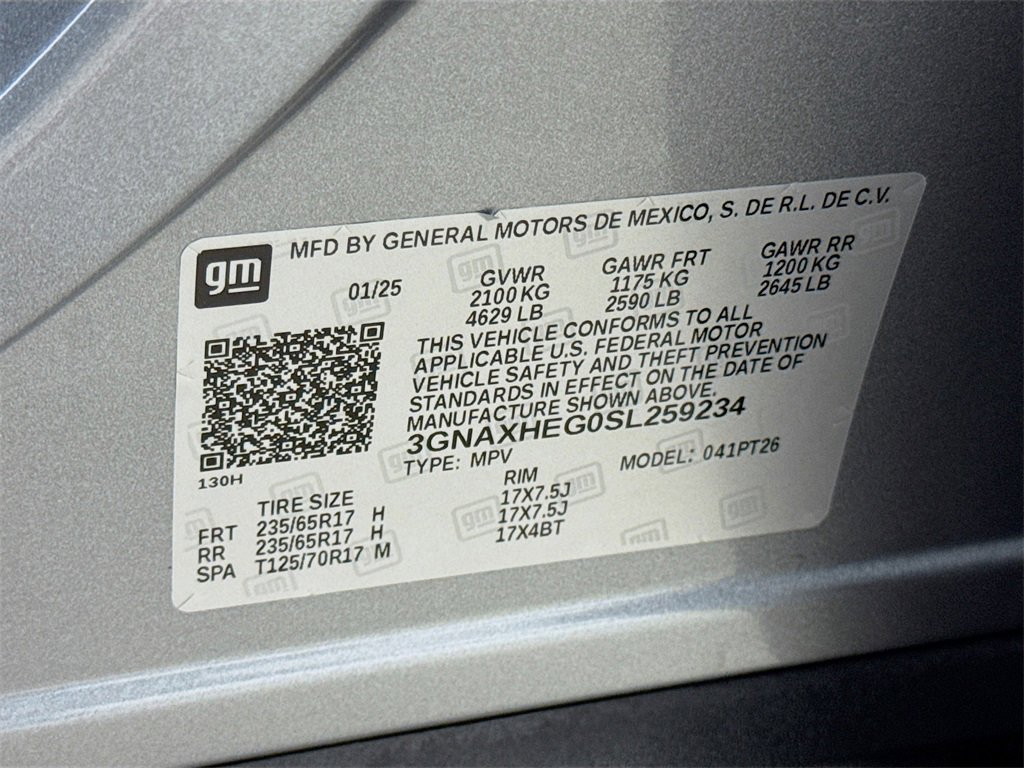 gm
MFD BY GENERAL MOTORS DE MEXICO, S. DE R.L. DE C.V.
01/25
GVWR
2100 KG
4629 LB
GAWR FRT
1175 KG
2590 LB
GAWR RR
1200 KG
2645 LB
THIS VEHICLE CONFORMS TO ALL
APPLICABLE U.S. FEDERAL MOTOR
VEHICLE SAFETY AND THEFT PREVENTION
STANDARDS IN EFFECT ON THE DATE OF
MANUFACTURE SHOWN ABOVE.
3GNAXHEG0SL259234
TYPE: MPV
MODEL: 041PT26
130H
TIRE SIZE
RIM
FRT 235/65R17 H 17X7.5J
RR 235/65R17 H 17X7.5J
SPA T125/70R17 M 17X4BT